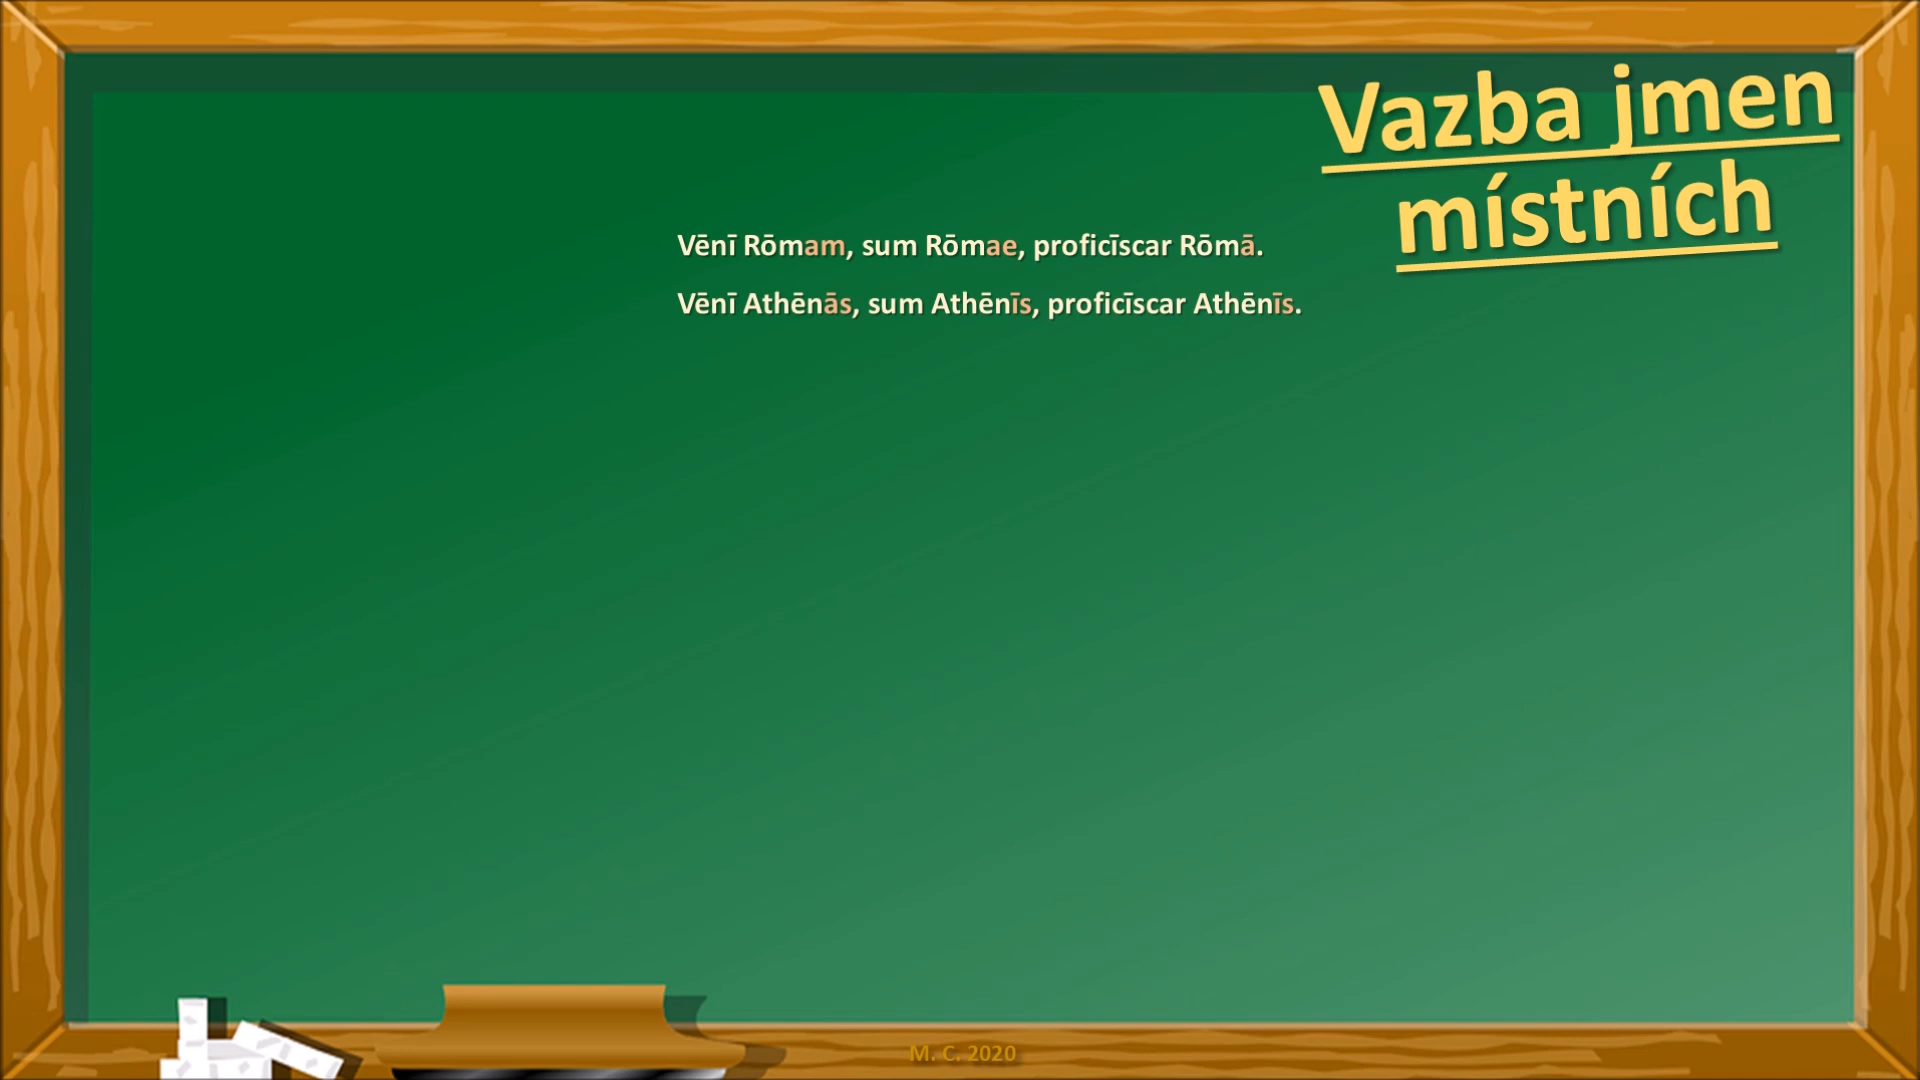 Vazba jmen
místních
Vēnī Rōmam, sum Rōmae, proficīscar Rōmā.
Vēnī Athēnās, sum Athēnīs, proficīscar Athēnīs.
M. C. 2020